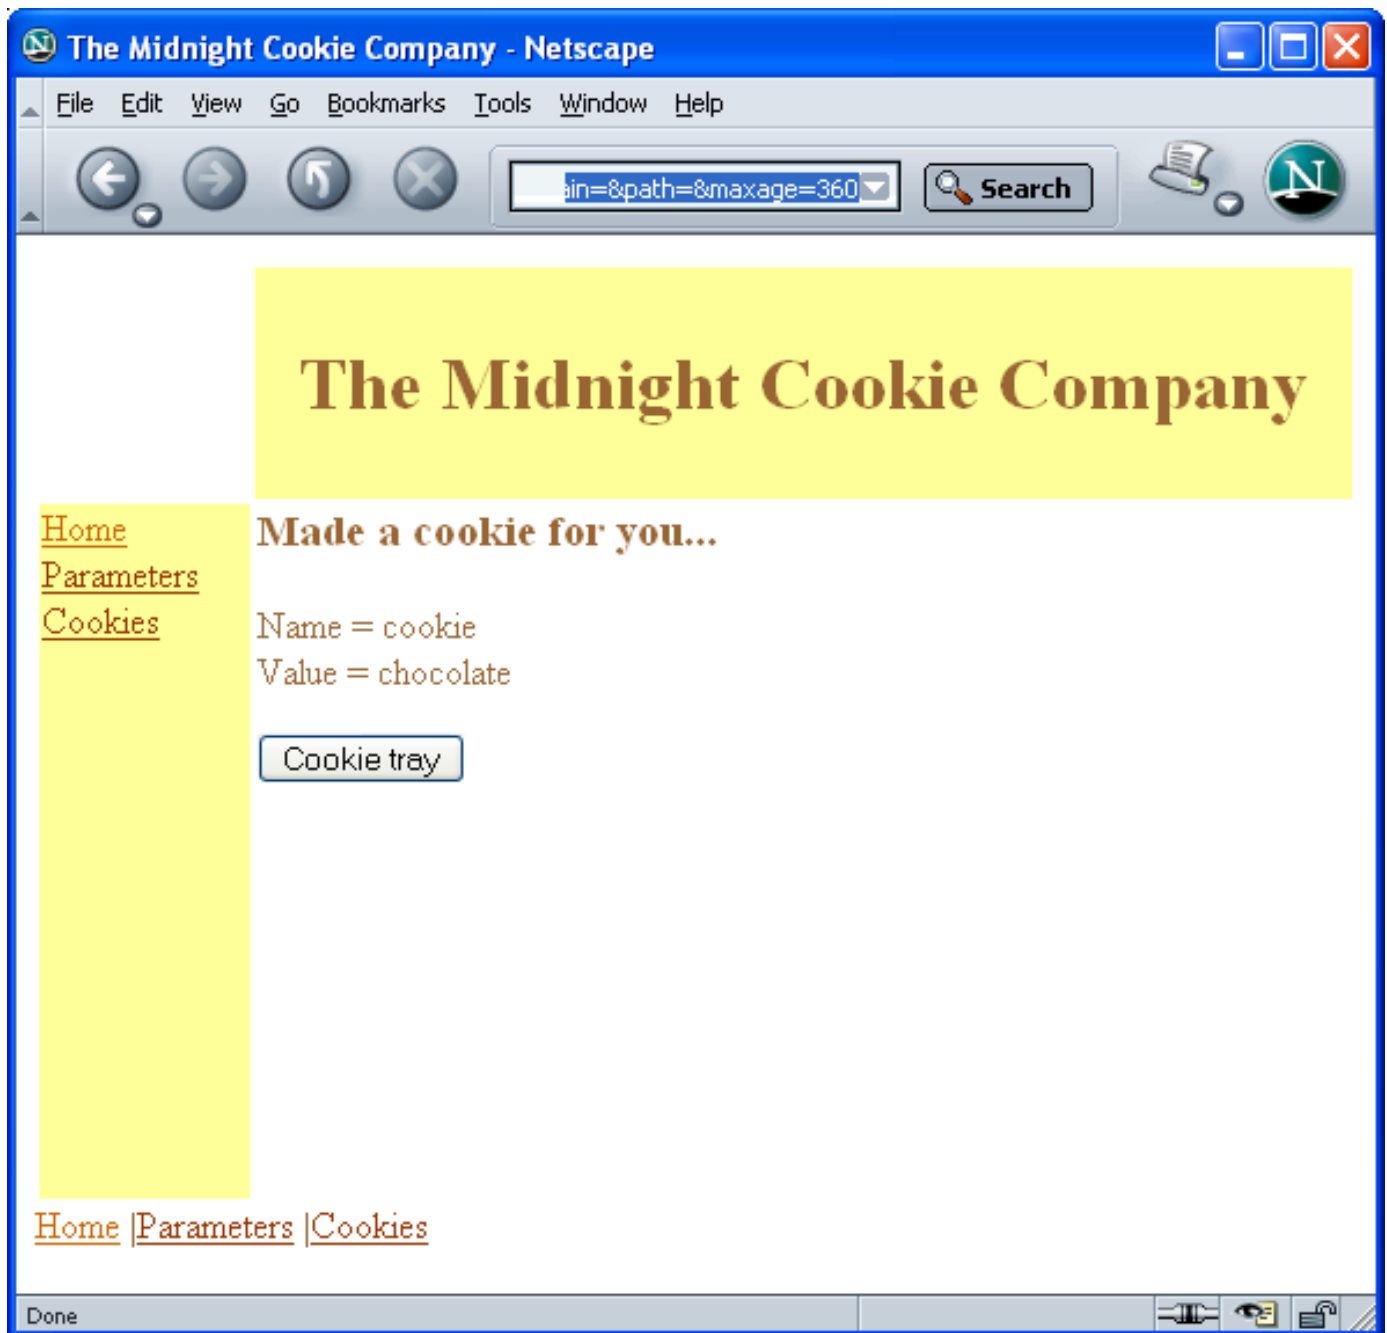 The Midnight Cookie Company - Netscape
File Edit View Go Bookmarks Tools Window Help
ain=&path=&maxage=360 Search N
The Midnight Cookie Company
Home
Parameters
Cookies
Made a cookie for you...
Name = cookie
Value = chocolate
Cookie tray
Home |Parameters |Cookies
Done